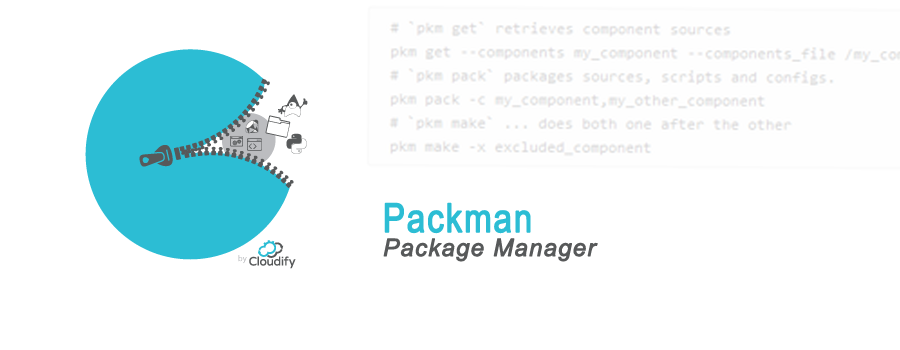 # `pkm get` retrieves component sources
pkm get --components my_component --components_file /my_con
# `pkm pack` packages sources, scripts and configs.
pkm pack -c my_component,my_other_component
# `pkm make` ... does both one after the other
pkm make -x excluded_component
Packman
Package Manager
by Cloudify